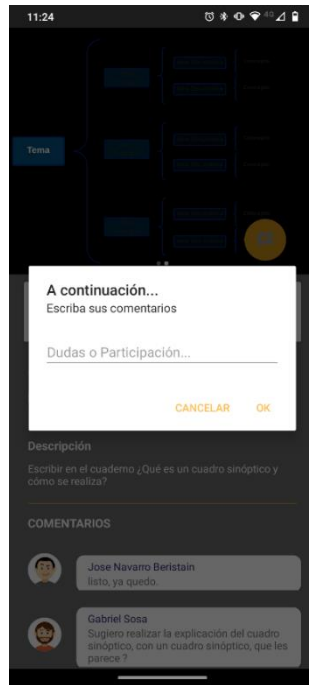 11:24
4G
Tema
A continuación...
Escriba sus comentarios
Dudas o Participación...
CANCELAR OK
Descripción
Escribir en el cuaderno ¿Qué es un cuadro sinóptico y
cómo se realiza?
COMENTARIOS
Jose Navarro Beristain
listo, ya quedo.
Gabriel Sosa
Sugiero realizar la explicación del cuadro
sinóptico, con un cuadro sinóptico, que les
parece ?